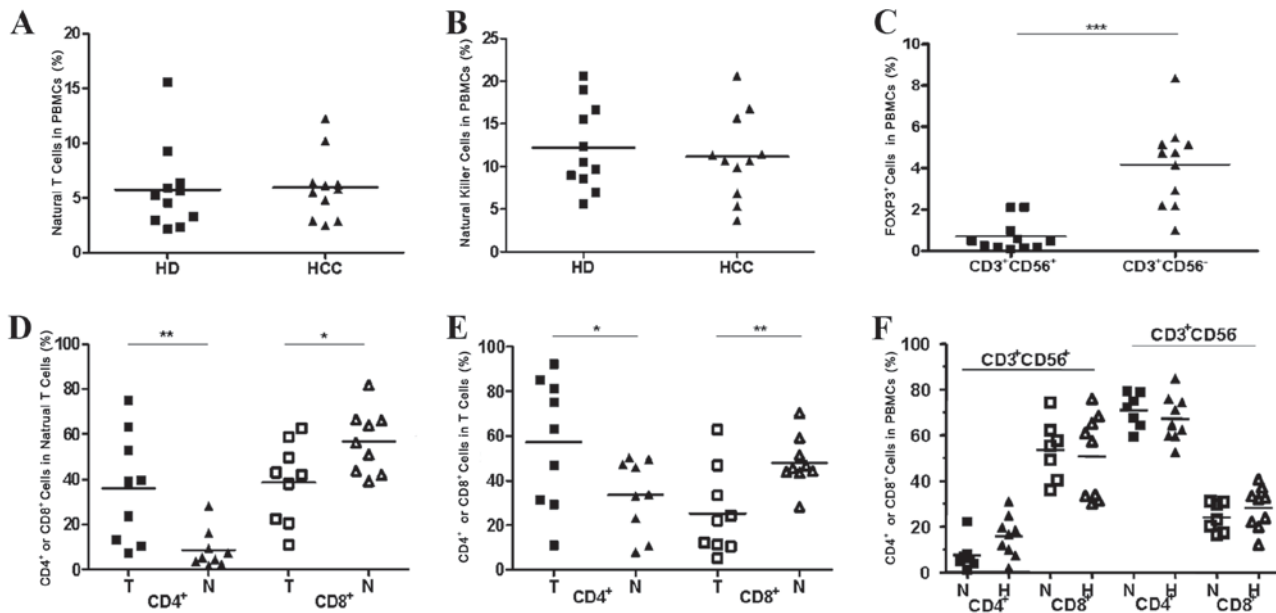 A
Natural T Cells in PBMCs (%)
20
15
10
5
0
HD HCC
B
Natural Killer Cells in PBMCs (%)
25
20
15
10
5
0
HD HCC
C
***
FOXP3⁺ Cells in PBMCs (%)
10
8
6
4
2
0
CD3⁺CD56⁺ CD3⁺CD56⁻
D
** *
CD4⁺ or CD8⁺ Cells in Natrual T Cells (%)
100
80
60
40
20
0
T N T N
CD4⁺ CD8⁺
E
* **
CD4⁺ or CD8⁺ Cells in T Cells (%)
100
80
60
40
20
0
T N T N
CD4⁺ CD8⁺
F
CD3⁺CD56⁺ CD3⁺CD56⁻
CD4⁺ or CD8⁺ Cells in PBMCs (%)
100
80
60
40
20
0
N H N H N H N H
CD4⁺ CD8⁺ CD4⁺ CD8⁺